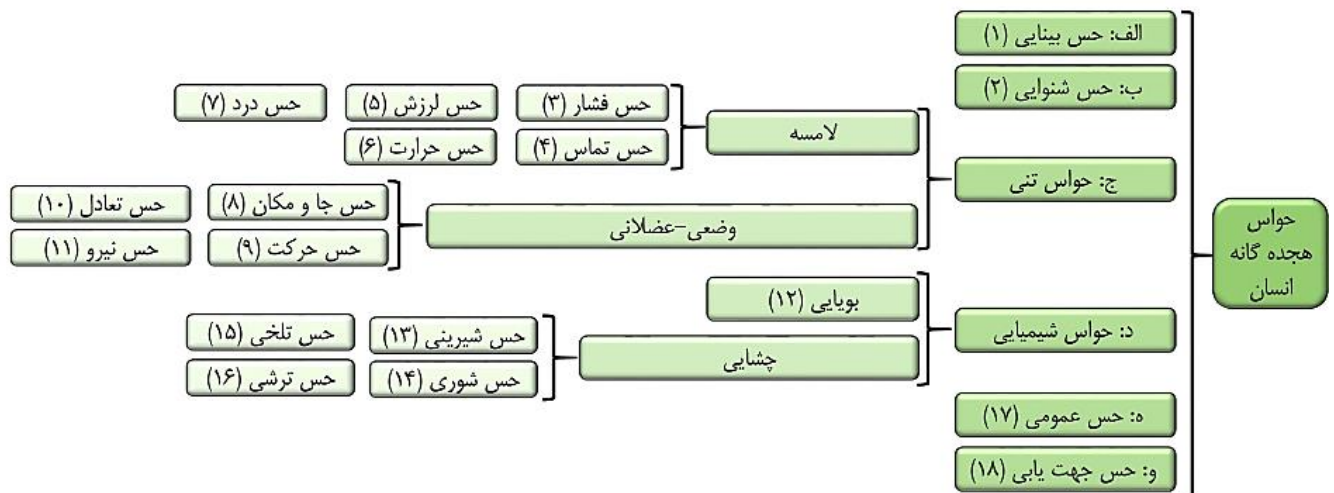 حواس
هجده گانه
انسان
الف: حس بینایی (۱)
ب: حس شنوایی (۲)
ج: حواس تنی
لامسه
حس فشار (۳)
حس تماس (۴)
حس لرزش (۵)
حس حرارت (۶)
حس درد (۷)
وضعی-عضلانی
حس جا و مکان (۸)
حس حرکت (۹)
حس تعادل (۱۰)
حس نیرو (۱۱)
د: حواس شیمیایی
بویایی (۱۲)
چشایی
حس شیرینی (۱۳)
حس شوری (۱۴)
حس تلخی (۱۵)
حس ترشی (۱۶)
ه: حس عمومی (۱۷)
و: حس جهت یابی (۱۸)